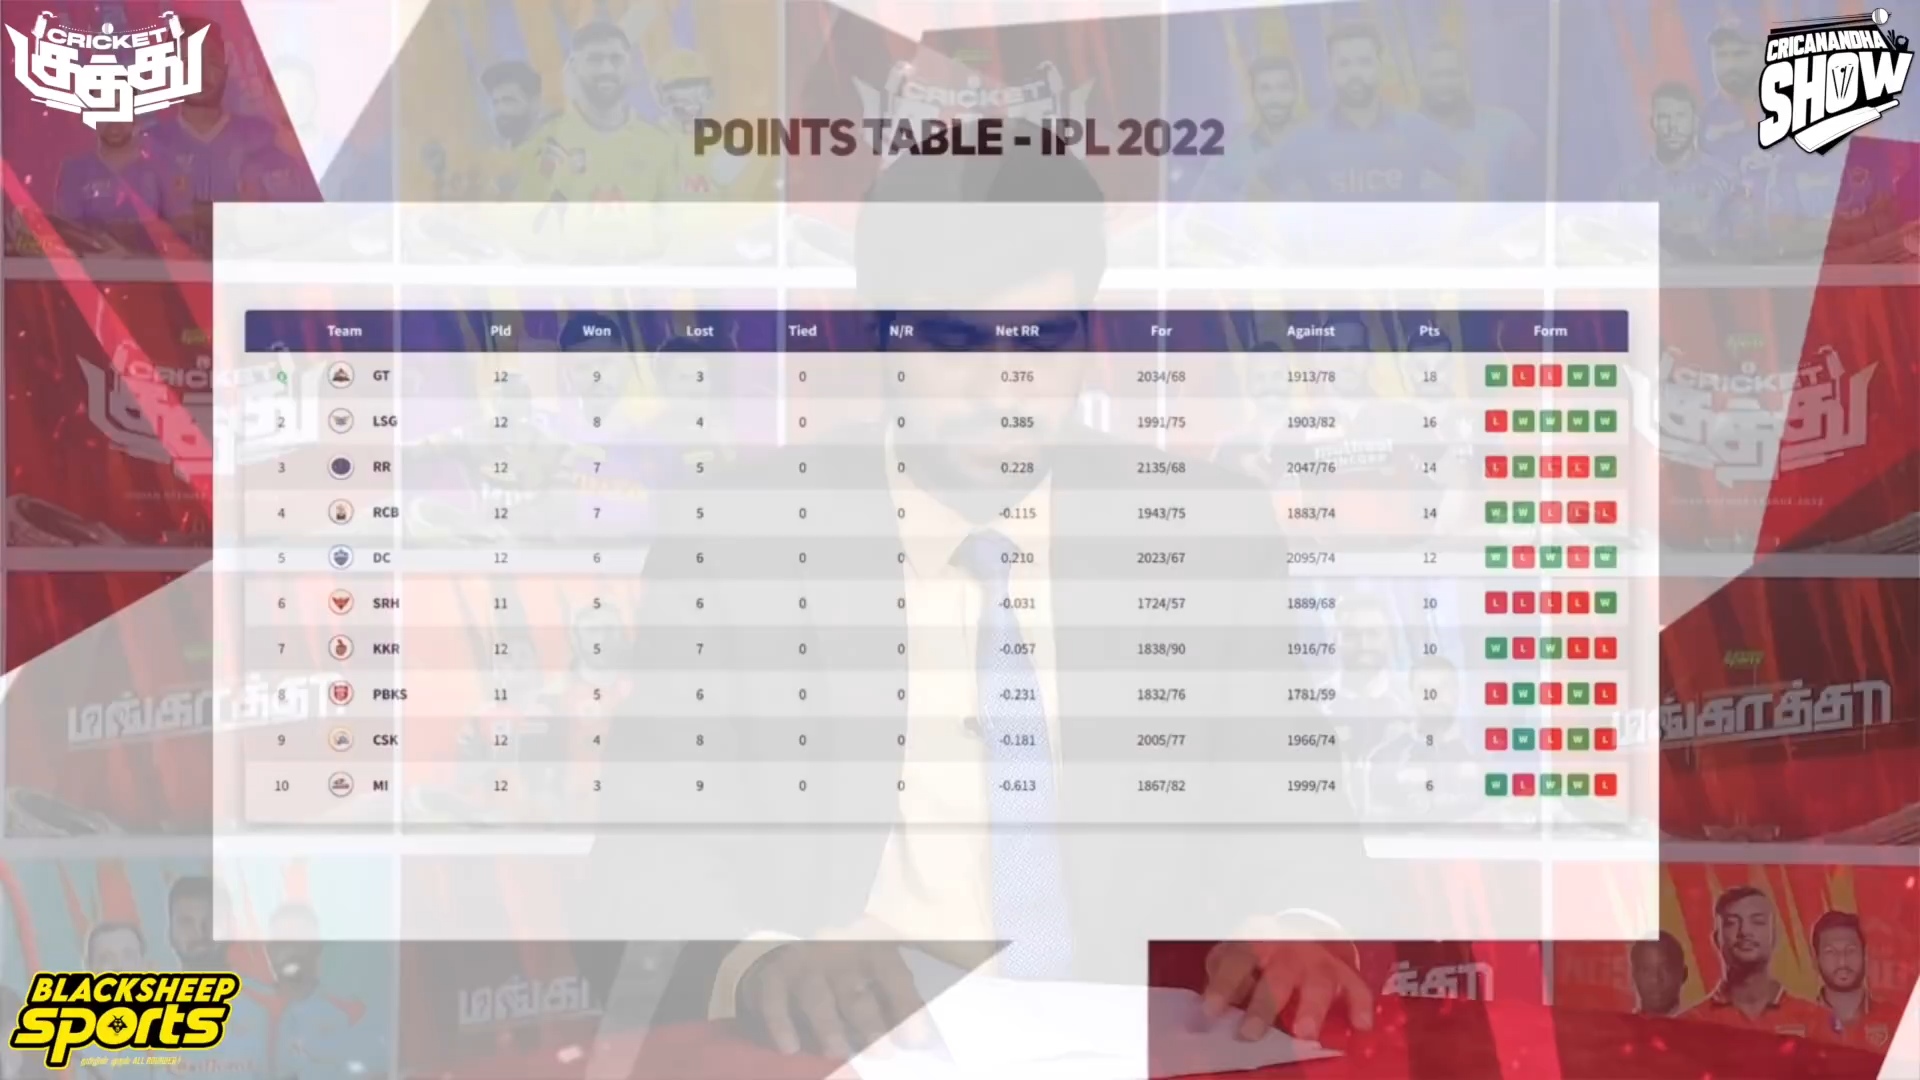 CRICKET
குத்து
CRICANANDHA
SHOW
CRICKET
POINTS TABLE - IPL 2022
slice
Team Pld Won Lost Tied N/R Net RR For Against Pts Form
GT 12 9 3 0 0 0.376 2034/68 1913/78 18 W L L W W
2 LSG 12 8 4 0 0 0.385 1991/75 1903/82 16 L W W W W
3 RR 12 7 5 0 0 0.228 2135/68 2047/76 14 L W L L W
4 RCB 12 7 5 0 0 -0.115 1943/75 1883/74 14 W W L L L
5 DC 12 6 6 0 0 0.210 2023/67 2095/74 12 W L W L W
6 SRH 11 5 6 0 0 -0.031 1724/57 1889/68 10 L L L L W
7 KKR 12 5 7 0 0 -0.057 1838/90 1916/76 10 W L W L L
8 PBKS 11 5 6 0 0 -0.231 1832/76 1781/59 10 L W L W L
9 CSK 12 4 8 0 0 -0.181 2005/77 1966/74 8 L W L W L
10 MI 12 3 9 0 0 -0.613 1867/82 1999/74 6 W L W W L
CRICKET
குத்து
CRICKET
குத்து
மங்காத்தா
மங்காத்தா
BLACKSHEEP
Sports